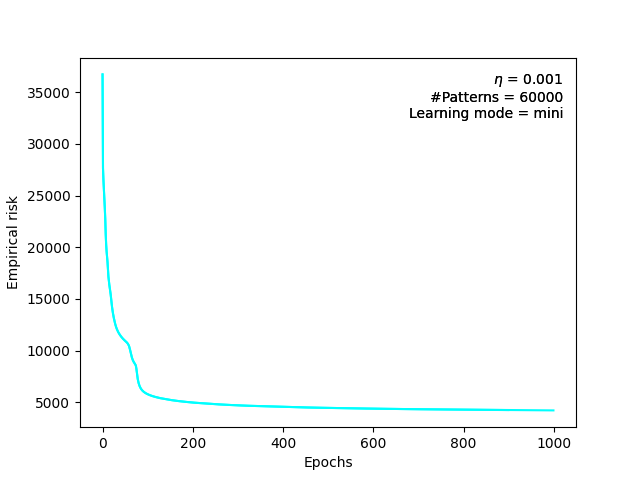 η = 0.001
#Patterns = 60000
Learning mode = mini
35000
30000
25000
20000
15000
10000
5000
Empirical risk
0 200 400 600 800 1000
Epochs